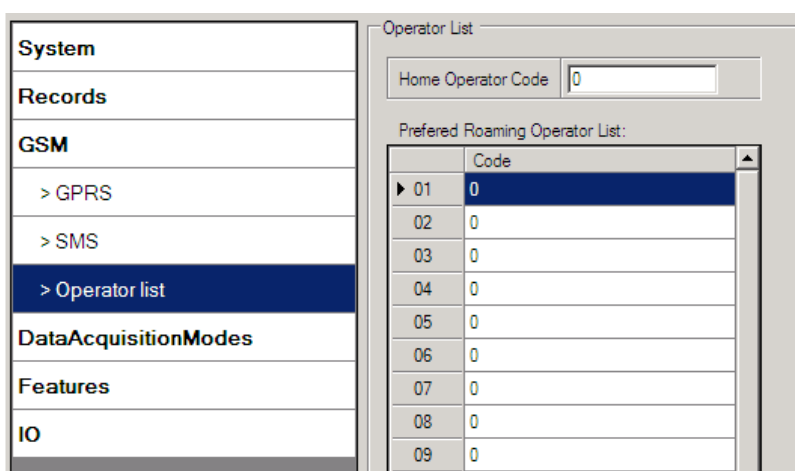 System
Records
GSM
> GPRS
> SMS
> Operator list
DataAcquisitionModes
Features
IO
Operator List
Home Operator Code 0
Prefered Roaming Operator List:
Code
01 0
02 0
03 0
04 0
05 0
06 0
07 0
08 0
09 0